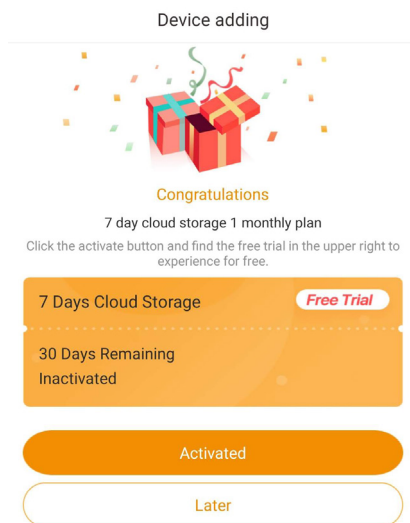 Device adding
Congratulations
7 day cloud storage 1 monthly plan
Click the activate button and find the free trial in the upper right to
experience for free.
7 Days Cloud Storage
Free Trial
30 Days Remaining
Inactivated
Activated
Later